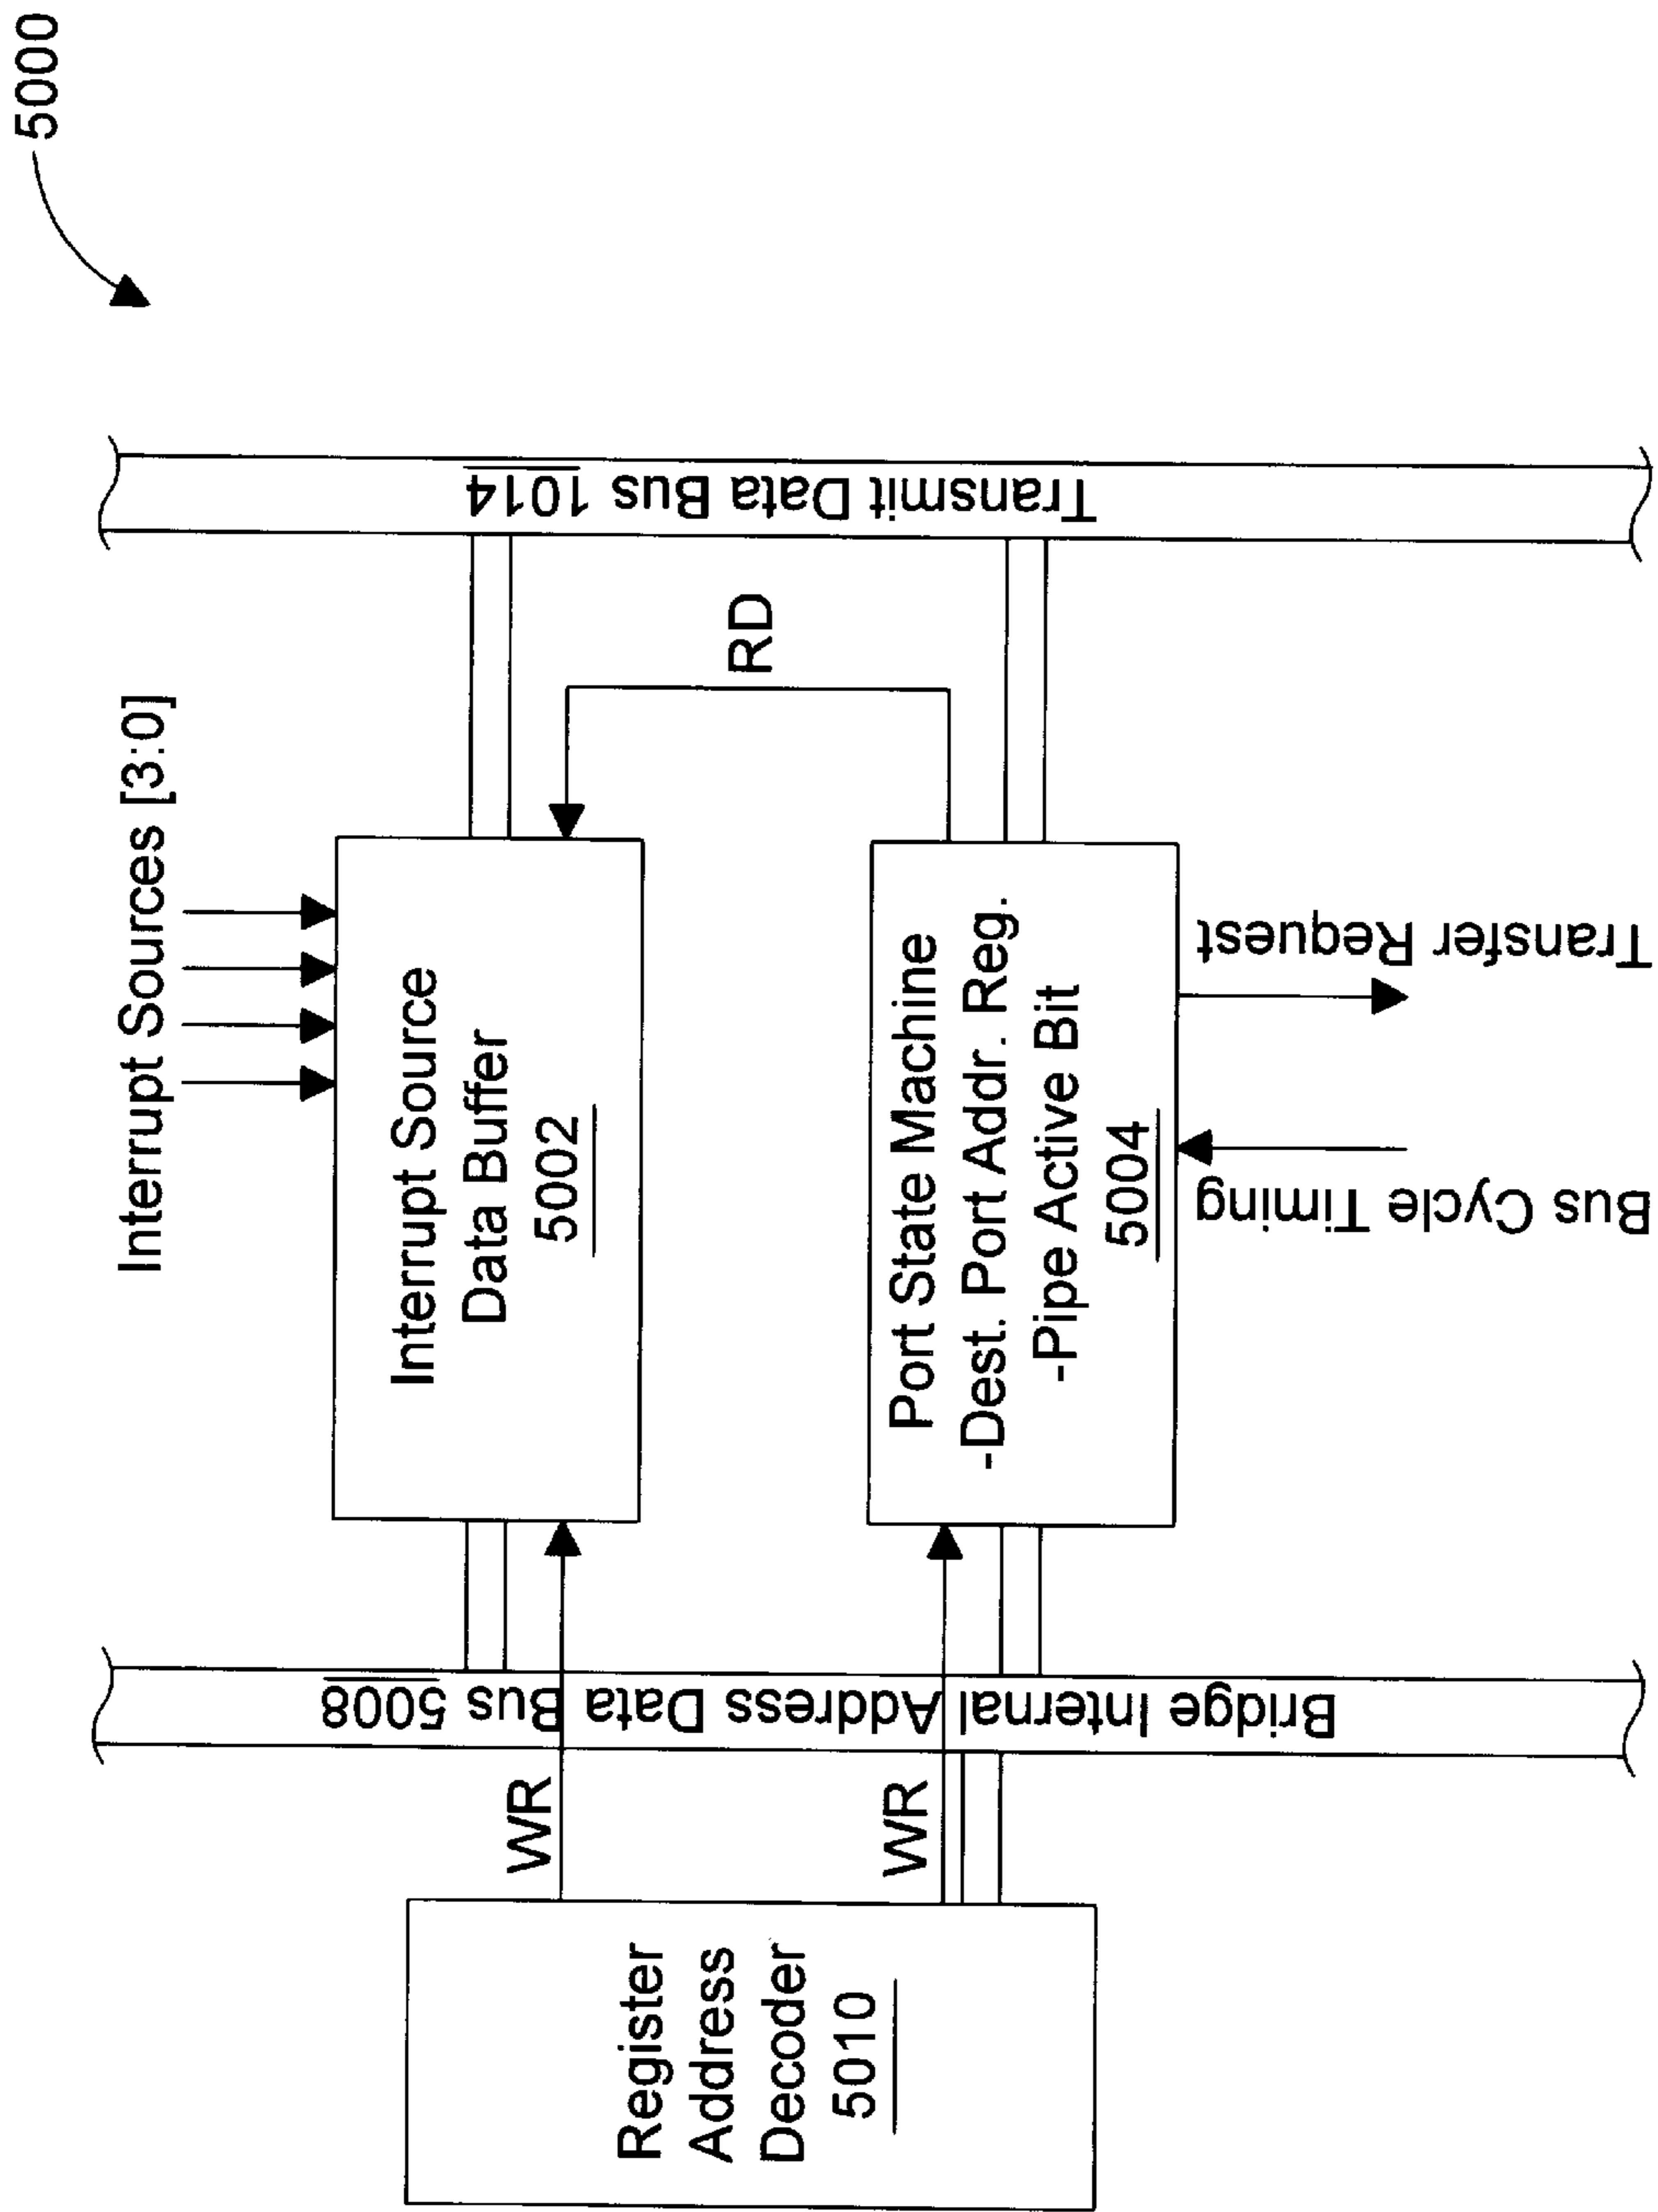 5000
Interrupt Sources [3:0]
Interrupt Source
Data Buffer
5002
RD
Transmit Data Bus 1014
Register
Address
Decoder
5010
WR
WR
Bridge Internal Address Data Bus 5008
Port State Machine
-Dest. Port Addr. Reg.
-Pipe Active Bit
5004
Bus Cycle Timing
Transfer Request